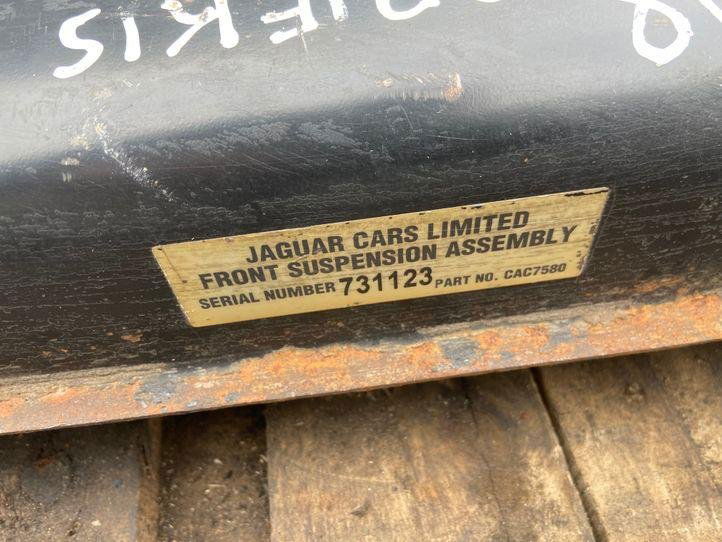 JAGUAR CARS LIMITED
FRONT SUSPENSION ASSEMBLY
SERIAL NUMBER 731123 PART NO. CAC7580